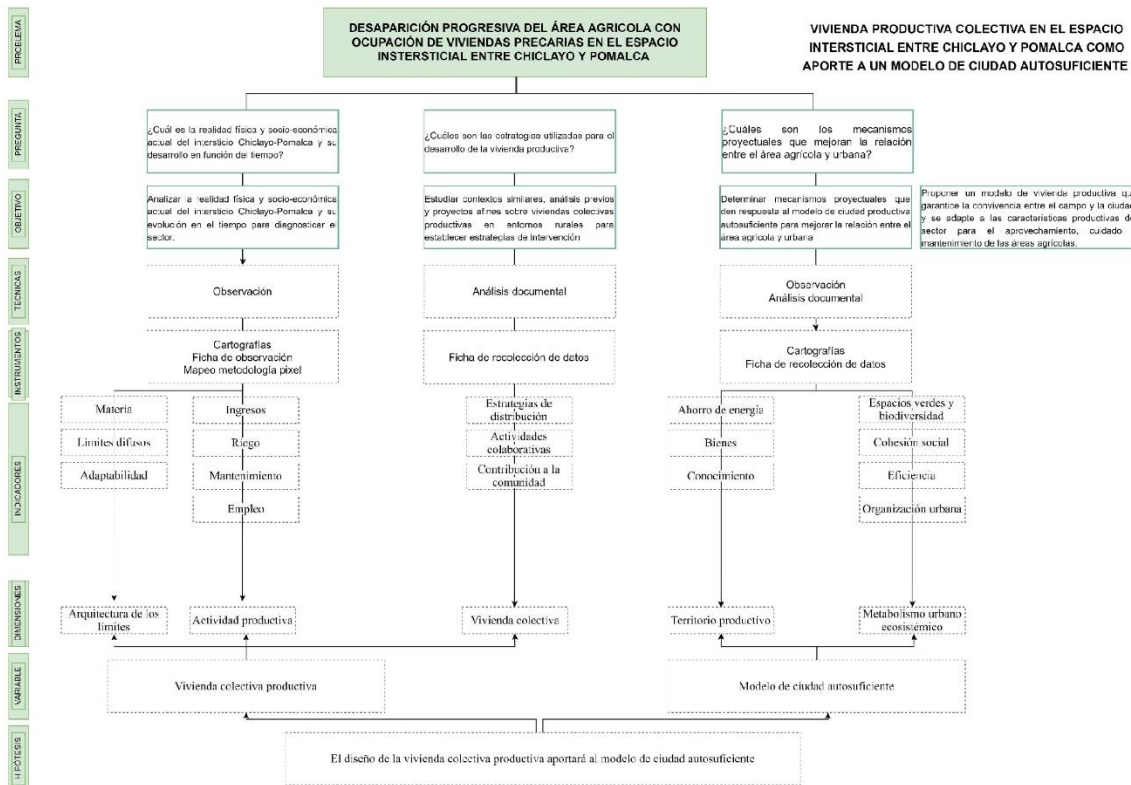 PROBLEMA
DESAPARICIÓN PROGRESIVA DEL ÁREA AGRICOLA CON
OCUPACIÓN DE VIVIENDAS PRECARIAS EN EL ESPACIO
INSTERSTICIAL ENTRE CHICLAYO Y POMALCA
VIVIENDA PRODUCTIVA COLECTIVA EN EL ESPACIO
INTERSTICIAL ENTRE CHICLAYO Y POMALCA COMO
APORTE A UN MODELO DE CIUDAD AUTOSUFICIENTE
PREGUNTA
¿Cuál es la realidad física y socio-económica
actual del intersticio Chiclayo-Pomalca y su
desarrollo en función del tiempo?
¿Cuáles son las estrategias utilizadas para el
desarrollo de la vivienda productiva?
¿Cuáles son los mecanismos
proyectuales que mejoran la relación
entre el área agrícola y urbana?
OBJETIVO
Analizar la realidad física y socio-económica
actual del intersticio Chiclayo-Pomalca y su
evolución en el tiempo para diagnosticar el
sector.
Estudiar contextos similares, análisis previos
y proyectos afines sobre viviendas colectivas
productivas en entornos rurales para
establecer estrategias de intervención
Determinar mecanismos proyectuales que
den respuesta al modelo de ciudad productiva
autosuficiente para mejorar la relación entre el
área agrícola y urbana
Proponer un modelo de vivienda productiva qu
garantice la convivencia entre el campo y la ciuda
y se adapte a las características productivas de
sector para el aprovechamiento, cuidado
mantenimiento de las áreas agrícolas.
TECNICAS
Observación
Análisis documental
Observación
Análisis documental
INSTRUMENTOS
Cartografías
Ficha de observación
Mapeo metodología pixel
Ficha de recolección de datos
Cartografías
Ficha de recolección de datos
INDICADORES
Materia
Limites difusos
Adaptabilidad
Ingresos
Riego
Mantenimiento
Empleo
Estrategias de
distribución
Actividades
colaborativas
Contribución a la
comunidad
Ahorro de energía
Bienes
Conocimiento
Espacios verdes y
biodiversidad
Cohesión social
Eficiencia
Organización urbana
DIMENSIONES
Arquitectura de los
limites
Actividad productiva
Vivienda colectiva
Territorio productivo
Metabolismo urbano
ecosistémico
VARIABLE
Vivienda colectiva productiva
Modelo de ciudad autosuficiente
HIPÓTESIS
El diseño de la vivienda colectiva productiva aportará al modelo de ciudad autosuficiente